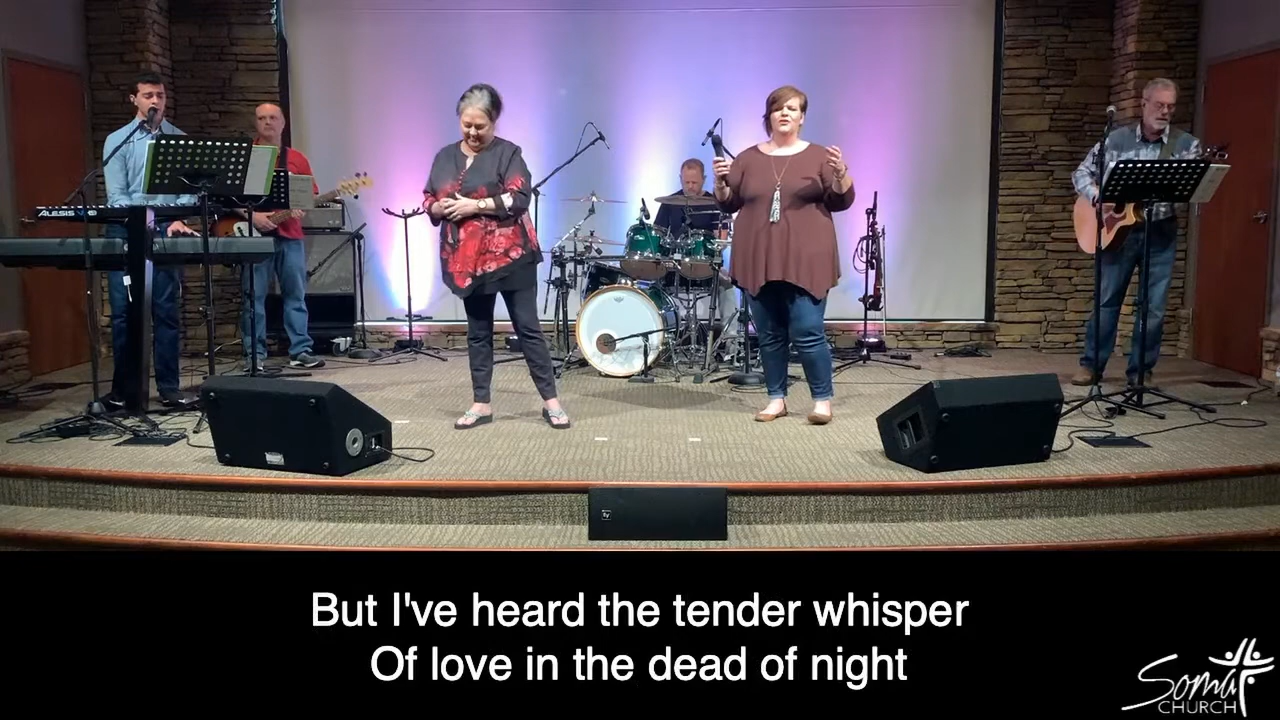 ALESIS
But I've heard the tender whisper
Of love in the dead of night
Soma
CHURCH